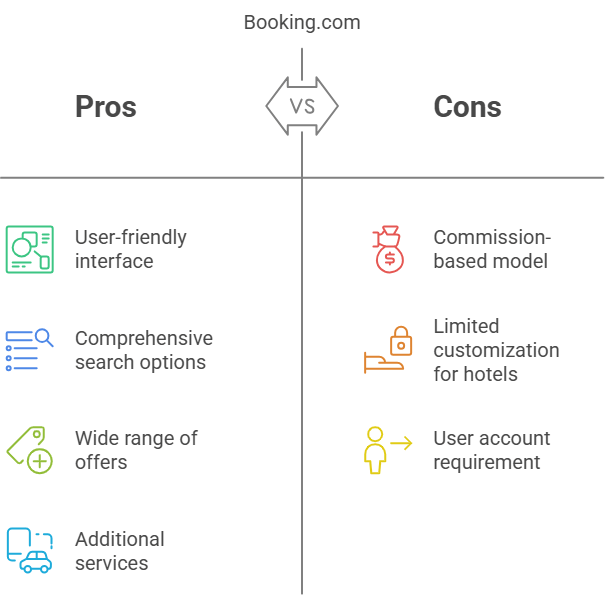 Booking.com
Pros
VS
Cons
User-friendly
interface
Comprehensive
search options
Wide range of
offers
Additional
services
Commission-
based model
Limited
customization
for hotels
User account
requirement